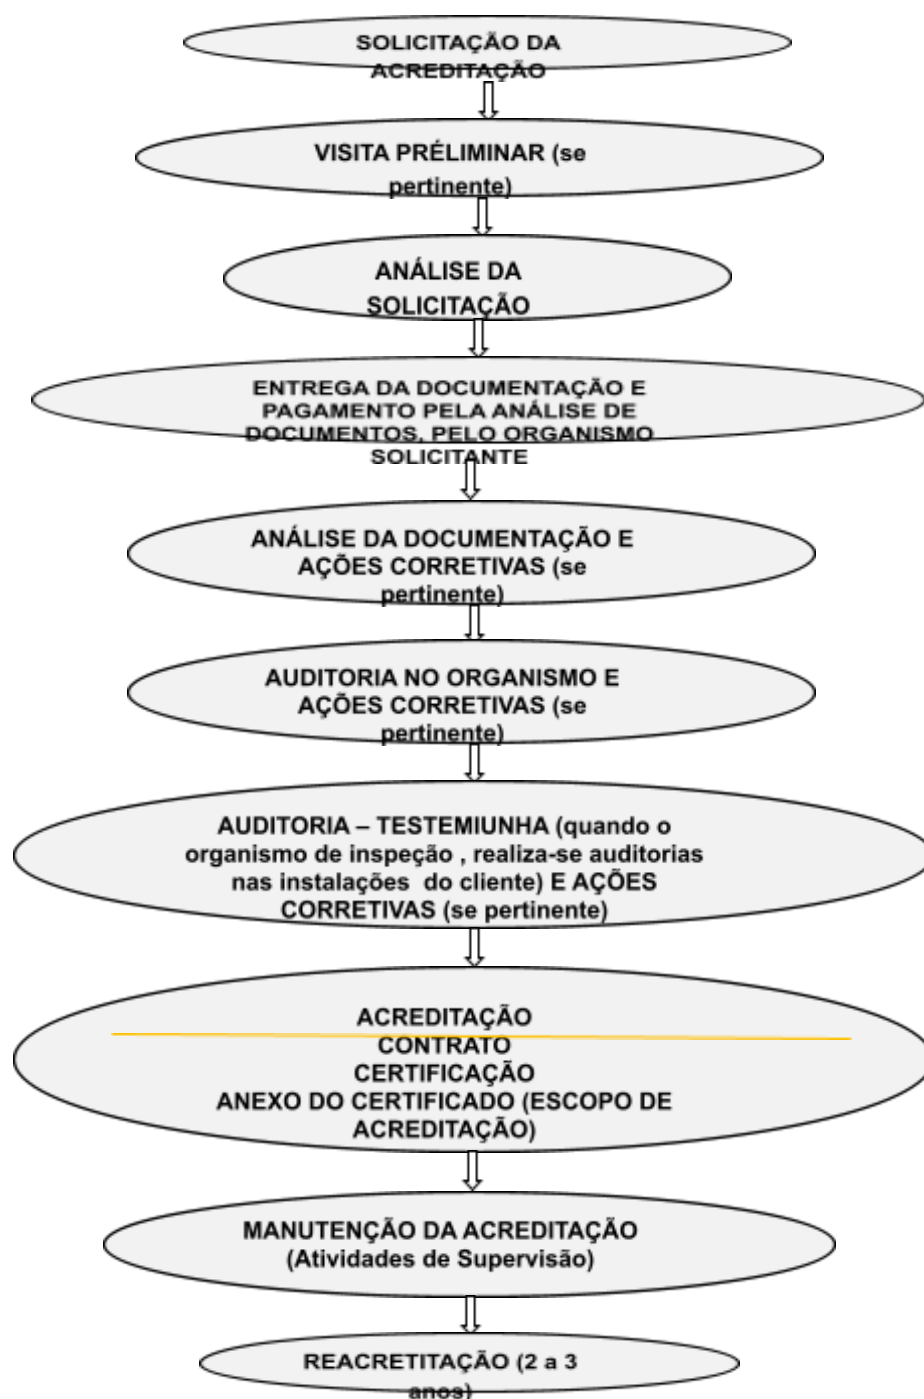 SOLICITAÇÃO DA
ACREDITAÇÃO
VISITA PRÉLIMINAR (se
pertinente)
ANÁLISE DA
SOLICITAÇÃO
ENTREGA DA DOCUMENTAÇÃO E
PAGAMENTO PELA ANÁLISE DE
DOCUMENTOS, PELO ORGANISMO
SOLICITANTE
ANÁLISE DA DOCUMENTAÇÃO E
AÇÕES CORRETIVAS (se
pertinente)
AUDITORIA NO ORGANISMO E
AÇÕES CORRETIVAS (se
pertinente)
AUDITORIA – TESTEMIUNHA (quando o
organismo de inspeção , realiza-se auditorias
nas instalações do cliente) E AÇÕES
CORRETIVAS (se pertinente)
ACREDITAÇÃO
CONTRATO
CERTIFICAÇÃO
ANEXO DO CERTIFICADO (ESCOPO DE
ACREDITAÇÃO)
MANUTENÇÃO DA ACREDITAÇÃO
(Atividades de Supervisão)
REACRETITAÇÃO (2 a 3
anos)